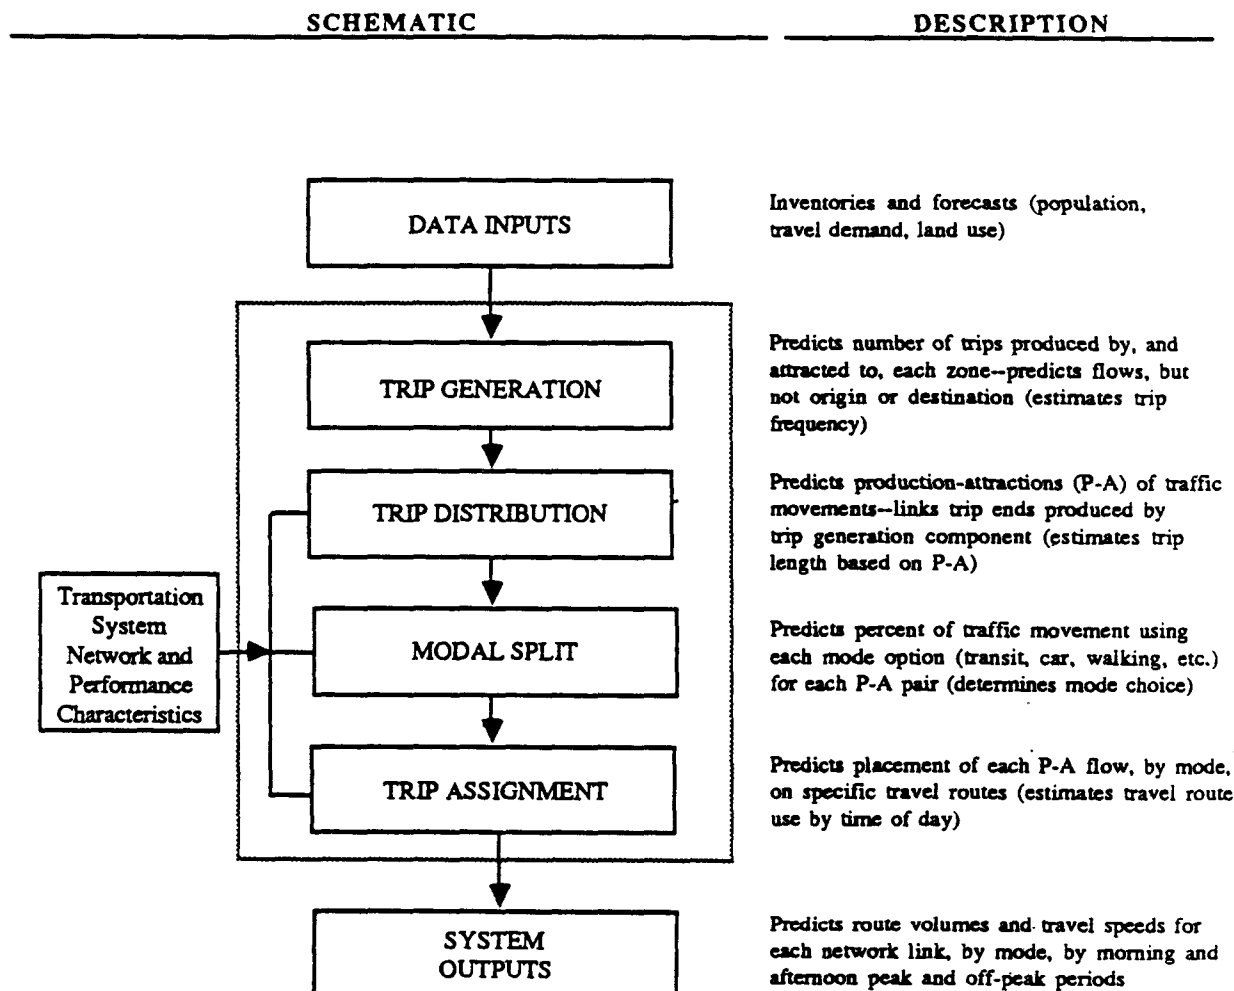 SCHEMATIC
DESCRIPTION
DATA INPUTS
Inventories and forecasts (population,
travel demand, land use)
TRIP GENERATION
Predicts number of trips produced by, and
attracted to, each zone--predicts flows, but
not origin or destination (estimates trip
frequency)
TRIP DISTRIBUTION
Predicts production-attractions (P-A) of traffic
movements--links trip ends produced by
trip generation component (estimates trip
length based on P-A)
Transportation
System
Network and
Performance
Characteristics
MODAL SPLIT
Predicts percent of traffic movement using
each mode option (transit, car, walking, etc.)
for each P-A pair (determines mode choice)
TRIP ASSIGNMENT
Predicts placement of each P-A flow, by mode,
on specific travel routes (estimates travel route
use by time of day)
SYSTEM
OUTPUTS
Predicts route volumes and travel speeds for
each network link, by mode, by morning and
afternoon peak and off-peak periods